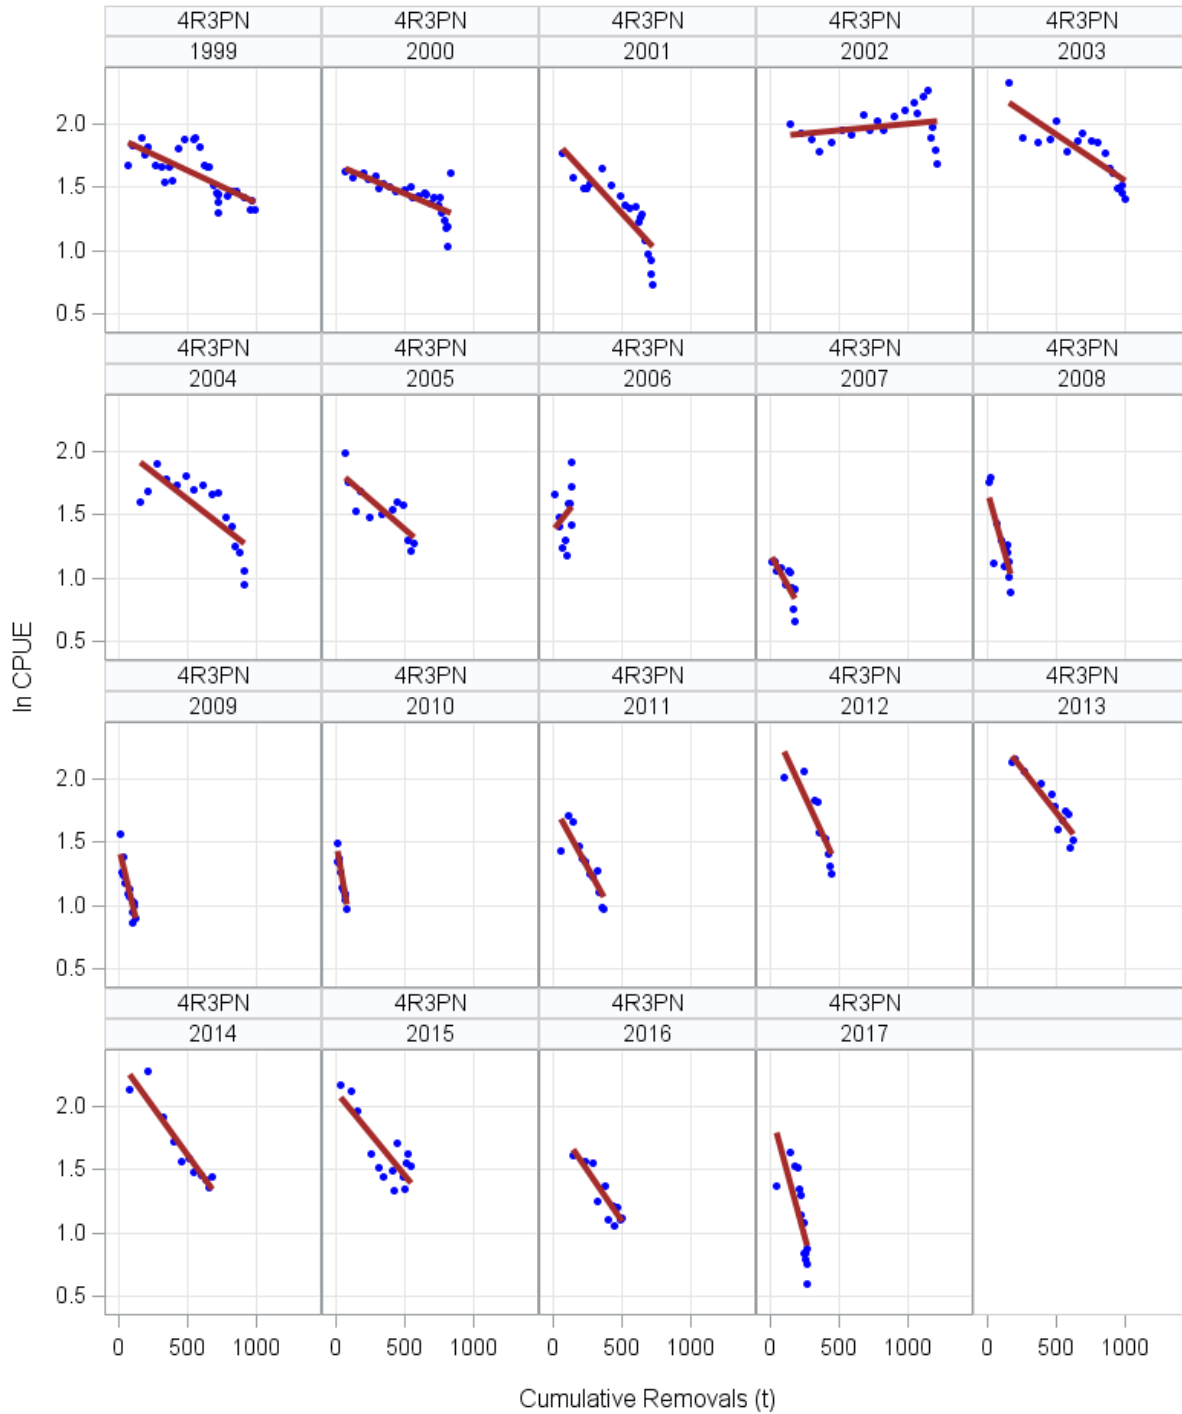 4R3PN 4R3PN 4R3PN 4R3PN 4R3PN
1999 2000 2001 2002 2003
2.0
1.5
1.0
0.5
4R3PN 4R3PN 4R3PN 4R3PN 4R3PN
2004 2005 2006 2007 2008
2.0
1.5
1.0
0.5
ln CPUE
4R3PN 4R3PN 4R3PN 4R3PN 4R3PN
2009 2010 2011 2012 2013
2.0
1.5
1.0
0.5
4R3PN 4R3PN 4R3PN 4R3PN
2014 2015 2016 2017
2.0
1.5
1.0
0.5
0 500 1000 0 500 1000 0 500 1000 0 500 1000 0 500 1000
Cumulative Removals (t)